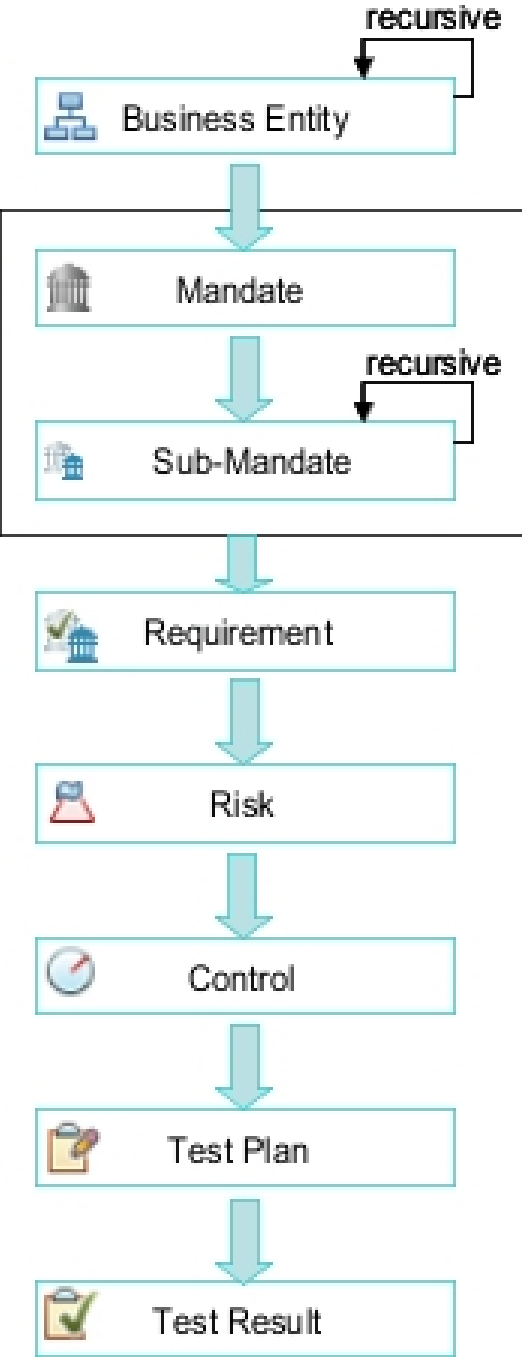 recursive
Business Entity
Mandate
recursive
Sub-Mandate
Requirement
Risk
Control
Test Plan
Test Result